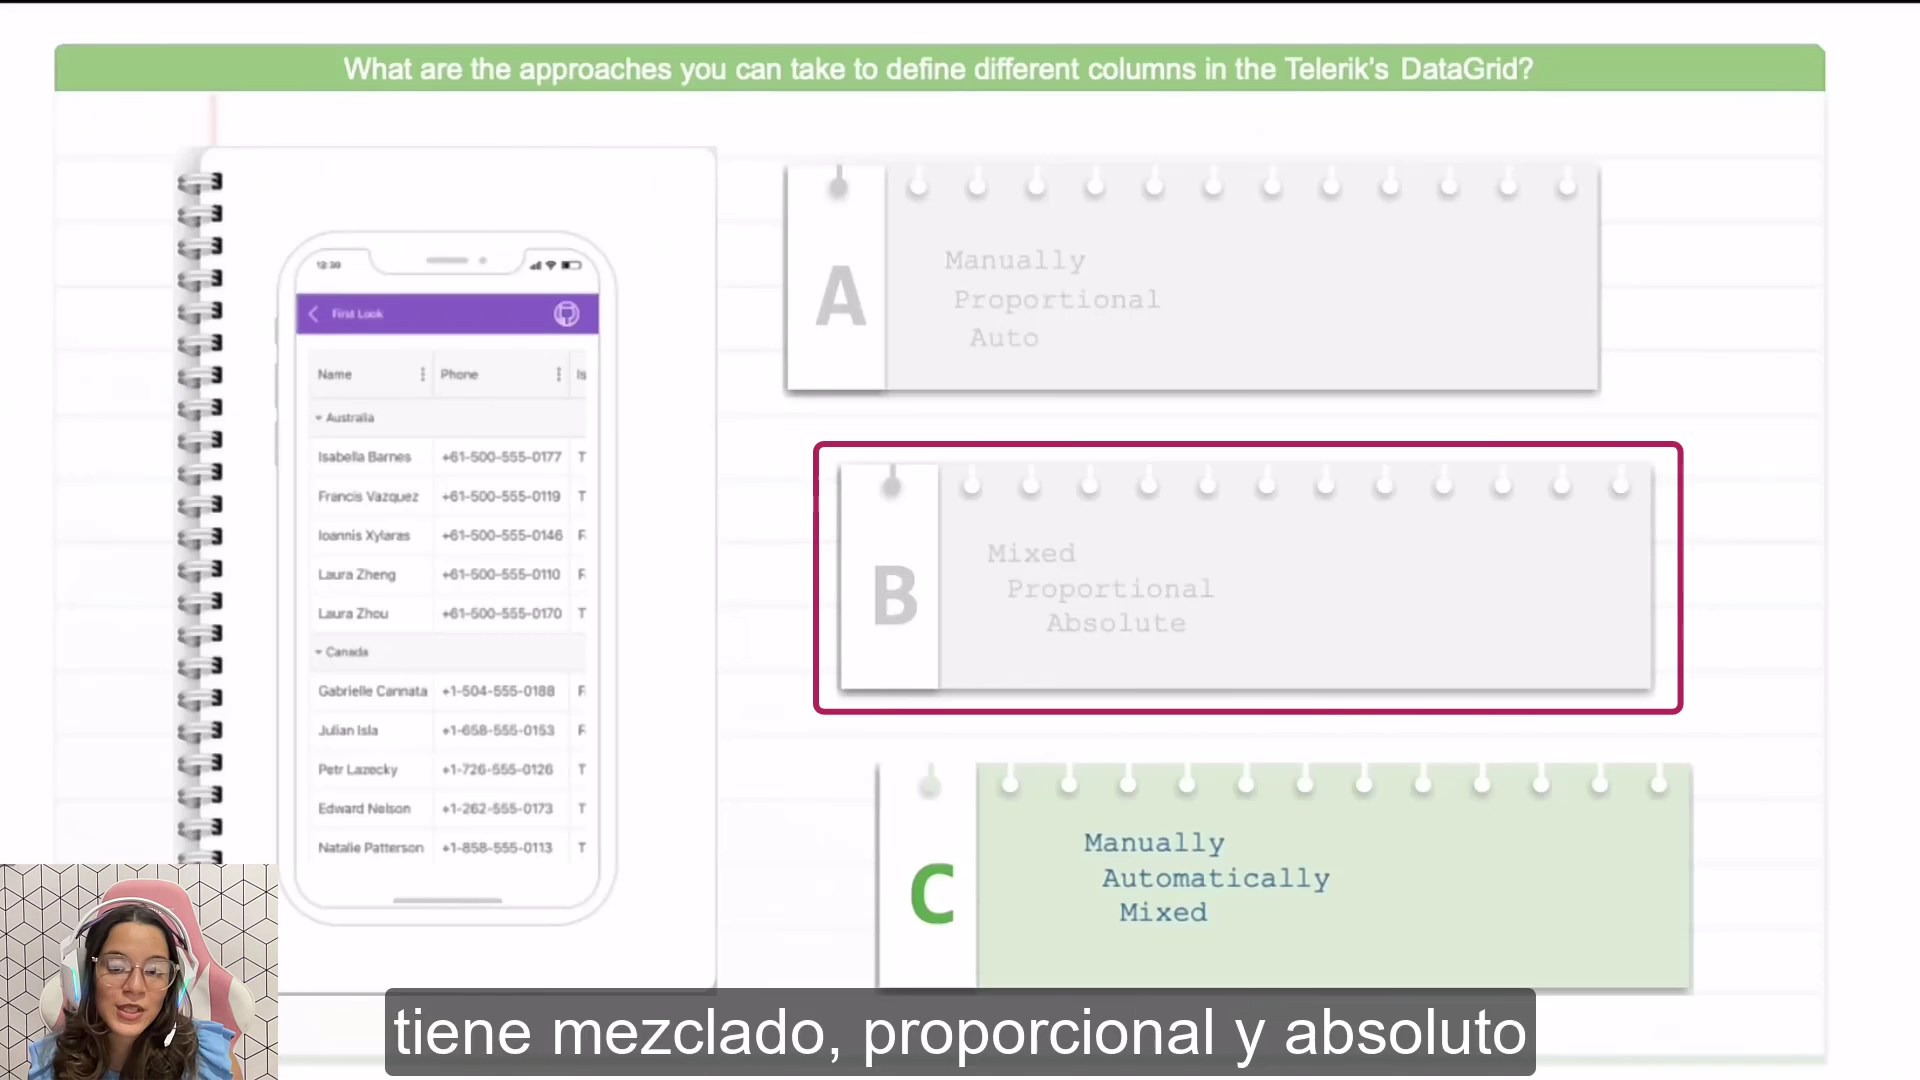 What are the approaches you can take to define different columns in the Telerik's DataGrid?
12:30
First Look
Name Phone Is
Australia
Isabella Barnes +61-500-555-0177 T
Francis Vazquez +61-500-555-0119 T
Ioannis Xylaras +61-500-555-0146 F
Laura Zheng +61-500-555-0110 F
Laura Zhou +61-500-555-0170 T
Canada
Gabrielle Cannata +1-504-555-0188 F
Julian Isla +1-658-555-0153 F
Petr Lazecky +1-726-555-0126 T
Edward Nelson +1-262-555-0173 T
Natalie Patterson +1-858-555-0113 T
A
Manually
Proportional
Auto
B
Mixed
Proportional
Absolute
C
Manually
Automatically
Mixed
tiene mezclado, proporcional y absoluto